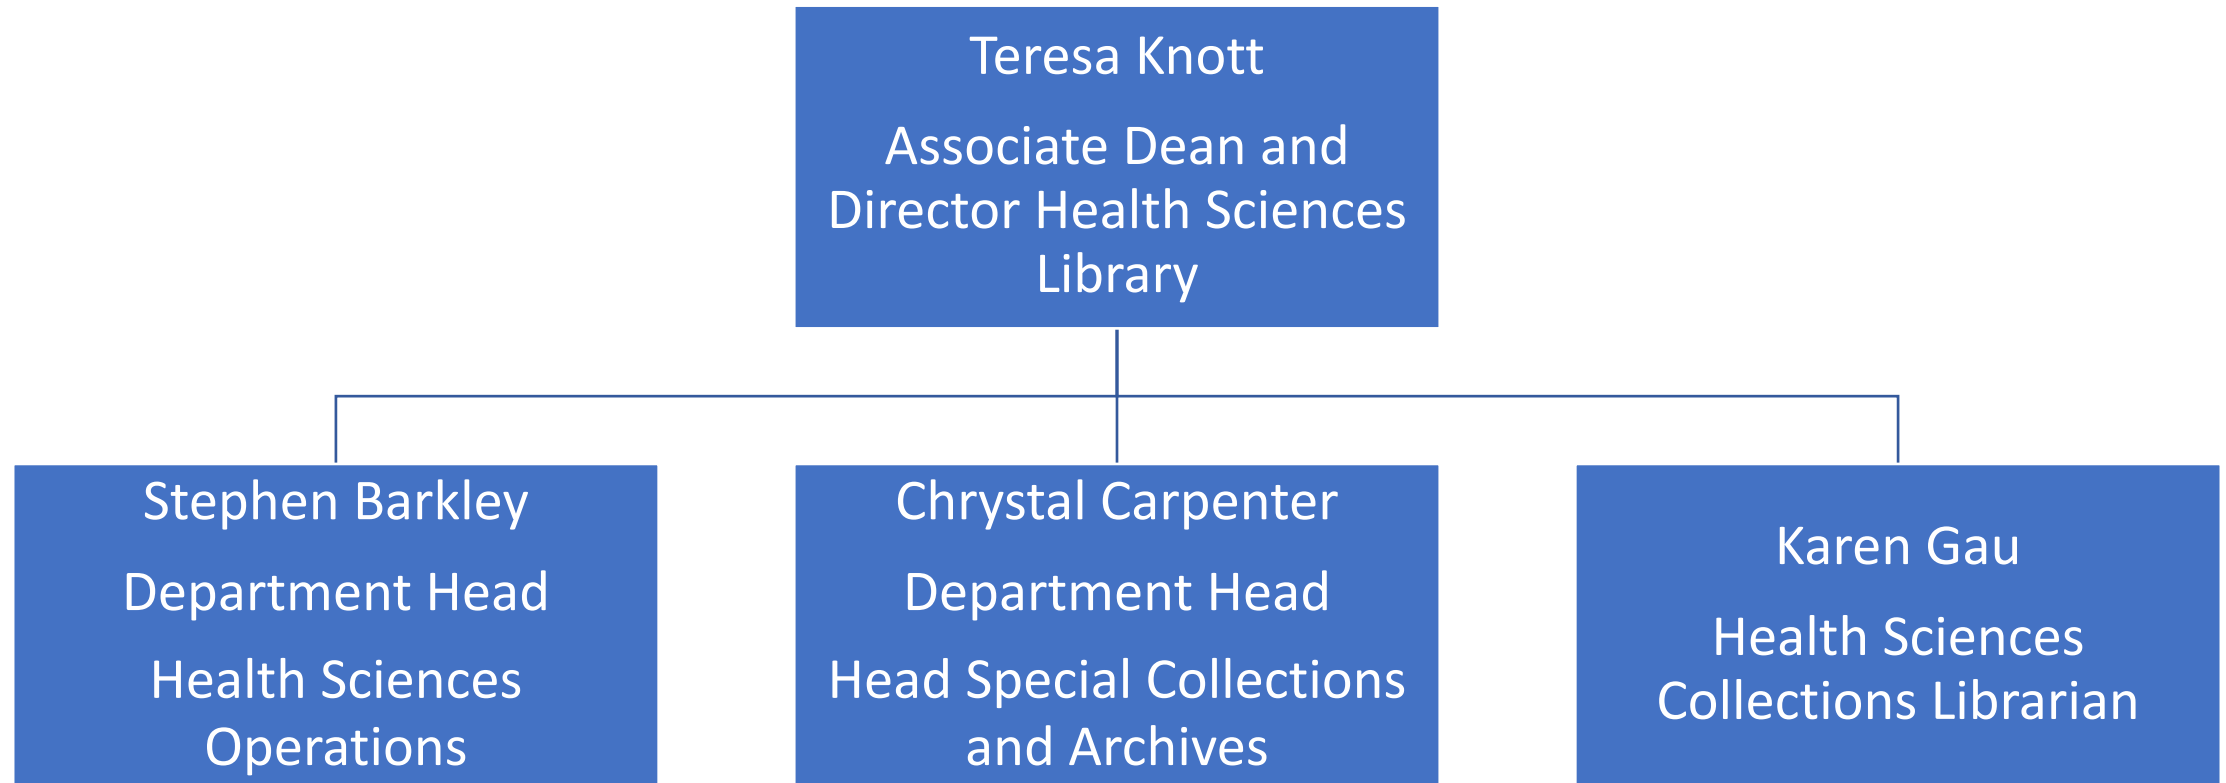 Teresa Knott
Associate Dean and
Director Health Sciences
Library
Stephen Barkley
Department Head
Health Sciences
Operations
Chrystal Carpenter
Department Head
Head Special Collections
and Archives
Karen Gau
Health Sciences
Collections Librarian